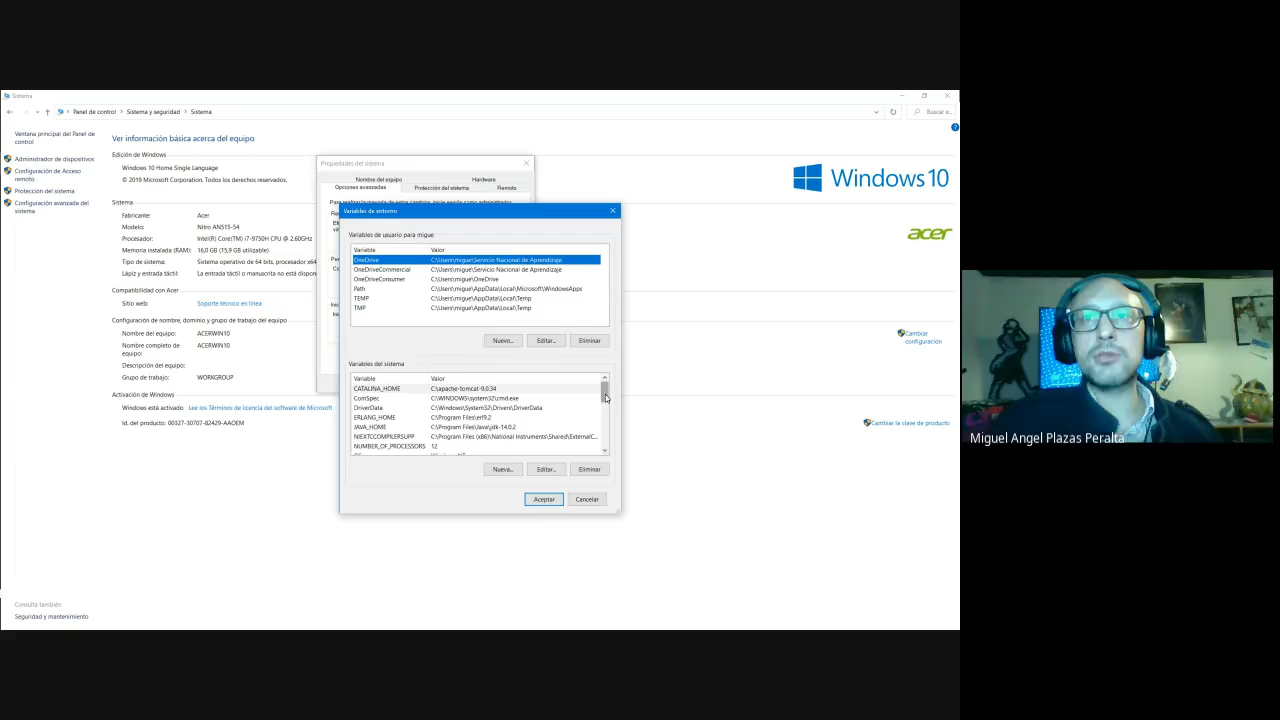 Sistema
Panel de control > Sistema y seguridad > Sistema
Buscar e...
Ventana principal del Panel de
control
Administrador de dispositivos
Configuración de Acceso
remoto
Protección del sistema
Configuración avanzada del
sistema
Consulta también
Seguridad y mantenimiento
Ver información básica acerca del equipo
Edición de Windows
Windows 10 Home Single Language
© 2019 Microsoft Corporation. Todos los derechos reservados.
Windows 10
Sistema
Fabricante: Acer
Modelo: Nitro AN515-54
Procesador: Intel(R) Core(TM) i7-9750H CPU @ 2.60GHz
Memoria instalada (RAM): 16,0 GB (15,9 GB utilizable)
Tipo de sistema: Sistema operativo de 64 bits, procesador x64
Lápiz y entrada táctil: La entrada táctil o manuscrita no está dispon
acer
Compatibilidad con Acer
Sitio web: Soporte técnico en línea
Configuración de nombre, dominio y grupo de trabajo del equipo
Nombre del equipo: ACERWIN10
Nombre completo de
equipo: ACERWIN10
Descripción del equipo:
Grupo de trabajo: WORKGROUP
Cambiar
configuración
Activación de Windows
Windows está activado Lee los Términos de licencia del software de Microsoft
Id. del producto: 00327-30707-82429-AAOEM
Cambiar la clave de producto
Propiedades del sistema
Nombre del equipo Hardware
Opciones avanzadas Protección del sistema Remoto
Variables de entorno
Variables de usuario para migue
Variable Valor
OneDrive C:\Users\migue\Servicio Nacional de Aprendizaje
OneDriveCommercial C:\Users\migue\Servicio Nacional de Aprendizaje
OneDriveConsumer C:\Users\migue\OneDrive
Path C:\Users\migue\AppData\Local\Microsoft\WindowsApps
TEMP C:\Users\migue\AppData\Local\Temp
TMP C:\Users\migue\AppData\Local\Temp
Nuevo... Editar... Eliminar
Variables del sistema
Variable Valor
CATALINA_HOME C:\apache-tomcat-9.0.34
ComSpec C:\WINDOWS\system32\cmd.exe
DriverData C:\Windows\System32\Drivers\DriverData
ERLANG_HOME C:\Program Files\erl9.2
JAVA_HOME C:\Program Files\Java\jdk-14.0.2
NIEXTCCOMPILERSUPP C:\Program Files (x86)\National Instruments\Shared\ExternalC...
NUMBER_OF_PROCESSORS 12
Nueva... Editar... Eliminar
Aceptar Cancelar
Miguel Angel Plazas Peralta